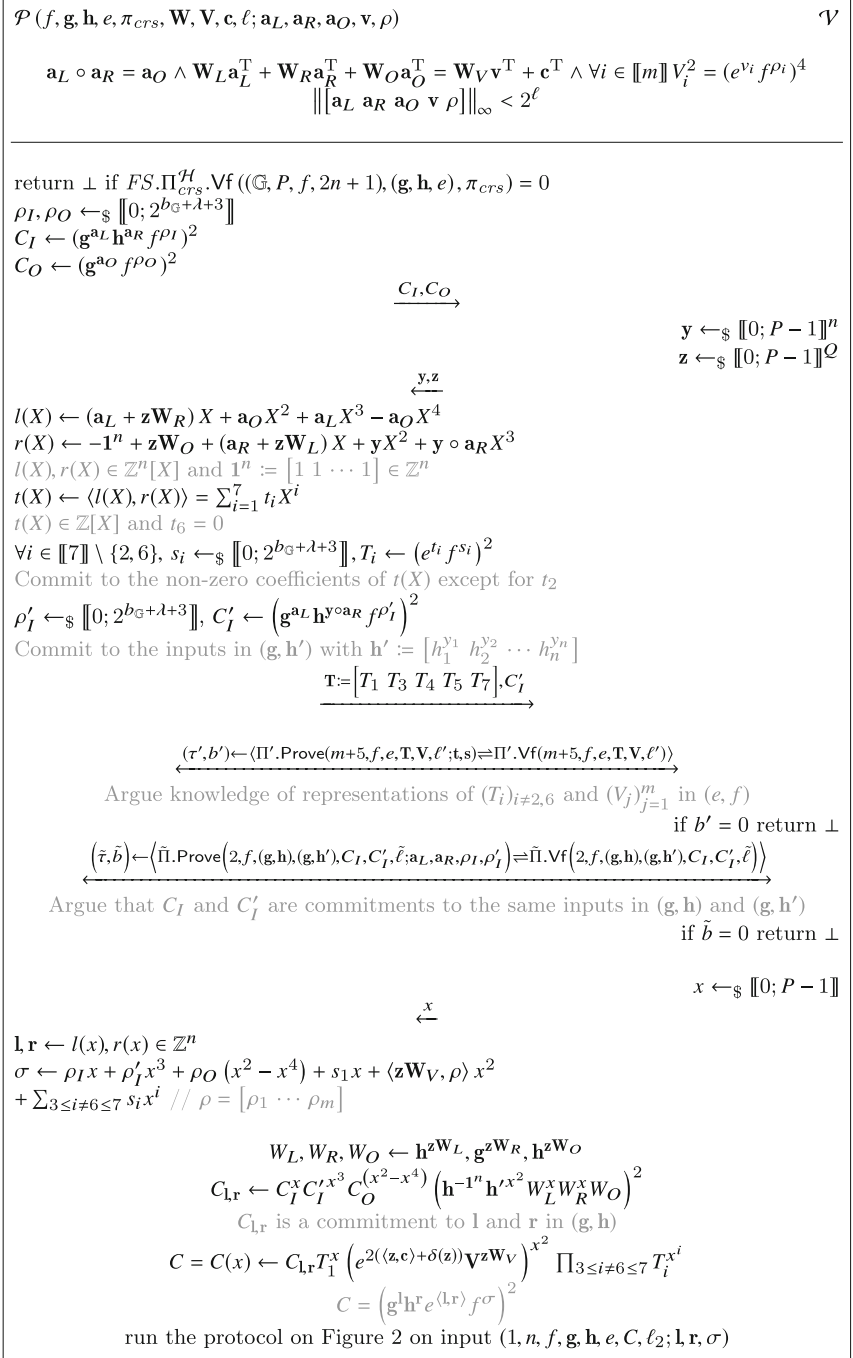 𝒫 (f, g, h, e, π_crs, W, V, c, ℓ; a_L, a_R, a_O, v, ρ) 𝒱
a_L ∘ a_R = a_O ∧ W_L a_L^T + W_R a_R^T + W_O a_O^T = W_V v^T + c^T ∧ ∀i ∈ ⟦m⟧ V_i^2 = (e^{v_i} f^{ρ_i})^4
‖[a_L a_R a_O v ρ]‖_∞ < 2^ℓ
return ⊥ if FS.Π_crs^ℋ.Vf ((𝔾, P, f, 2n + 1), (g, h, e), π_crs) = 0
ρ_I, ρ_O ←_$ ⟦0; 2^{b_𝔾+λ+3}⟧
C_I ← (g^{a_L} h^{a_R} f^{ρ_I})^2
C_O ← (g^{a_O} f^{ρ_O})^2
C_I, C_O
y ←_$ ⟦0; P − 1⟧^n
z ←_$ ⟦0; P − 1⟧^Q
y,z
l(X) ← (a_L + zW_R) X + a_O X^2 + a_L X^3 − a_O X^4
r(X) ← −1^n + zW_O + (a_R + zW_L) X + yX^2 + y ∘ a_R X^3
l(X), r(X) ∈ ℤ^n[X] and 1^n := [1 1 ⋯ 1] ∈ ℤ^n
t(X) ← ⟨l(X), r(X)⟩ = ∑_{i=1}^7 t_i X^i
t(X) ∈ ℤ[X] and t_6 = 0
∀i ∈ ⟦7⟧ \ {2, 6}, s_i ←_$ ⟦0; 2^{b_𝔾+λ+3}⟧, T_i ← (e^{t_i} f^{s_i})^2
Commit to the non-zero coefficients of t(X) except for t_2
ρ′_I ←_$ ⟦0; 2^{b_𝔾+λ+3}⟧, C′_I ← (g^{a_L} h^{y∘a_R} f^{ρ′_I})^2
Commit to the inputs in (g, h′) with h′ := [h_1^{y_1} h_2^{y_2} ⋯ h_n^{y_n}]
T:=[T_1 T_3 T_4 T_5 T_7], C′_I
(τ′,b′)←⟨Π′.Prove(m+5,f,e,T,V,ℓ′;t,s)⇌Π′.Vf(m+5,f,e,T,V,ℓ′)⟩
Argue knowledge of representations of (T_i)_{i≠2,6} and (V_j)_{j=1}^m in (e, f)
if b′ = 0 return ⊥
(τ̃,b̃)←⟨Π̃.Prove(2,f,(g,h),(g,h′),C_I,C′_I,ℓ̃;a_L,a_R,ρ_I,ρ′_I)⇌Π̃.Vf(2,f,(g,h),(g,h′),C_I,C′_I,ℓ̃)⟩
Argue that C_I and C′_I are commitments to the same inputs in (g, h) and (g, h′)
if b̃ = 0 return ⊥
x ←_$ ⟦0; P − 1⟧
x
l, r ← l(x), r(x) ∈ ℤ^n
σ ← ρ_I x + ρ′_I x^3 + ρ_O (x^2 − x^4) + s_1 x + ⟨zW_V, ρ⟩ x^2
+ ∑_{3≤i≠6≤7} s_i x^i // ρ = [ρ_1 ⋯ ρ_m]
W_L, W_R, W_O ← h^{zW_L}, g^{zW_R}, h^{zW_O}
C_{l,r} ← C_I^x C′_I^{x^3} C_O^{(x^2−x^4)} (h^{−1^n} h′^{x^2} W_L^x W_R^x W_O)^2
C_{l,r} is a commitment to l and r in (g, h)
C = C(x) ← C_{l,r} T_1^x (e^{2(⟨z,c⟩+δ(z))} V^{zW_V})^{x^2} ∏_{3≤i≠6≤7} T_i^{x^i}
C = (g^l h^r e^{⟨l,r⟩} f^σ)^2
run the protocol on Figure 2 on input (1, n, f, g, h, e, C, ℓ_2; l, r, σ)